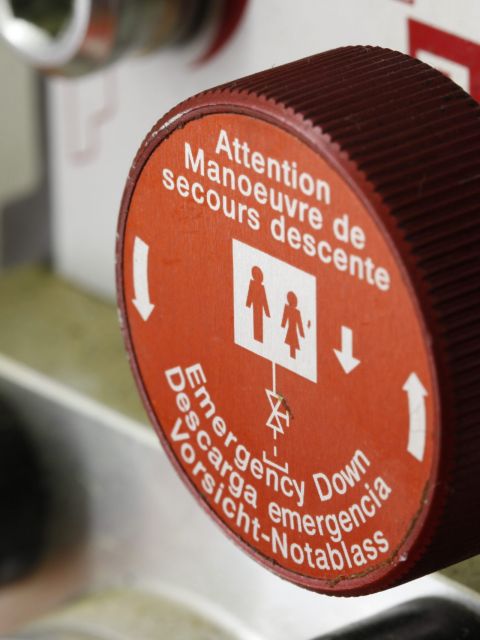 Attention
Manoeuvre de
secours descente
Emergency Down
Descarga emergencia
Vorsicht-Notablass